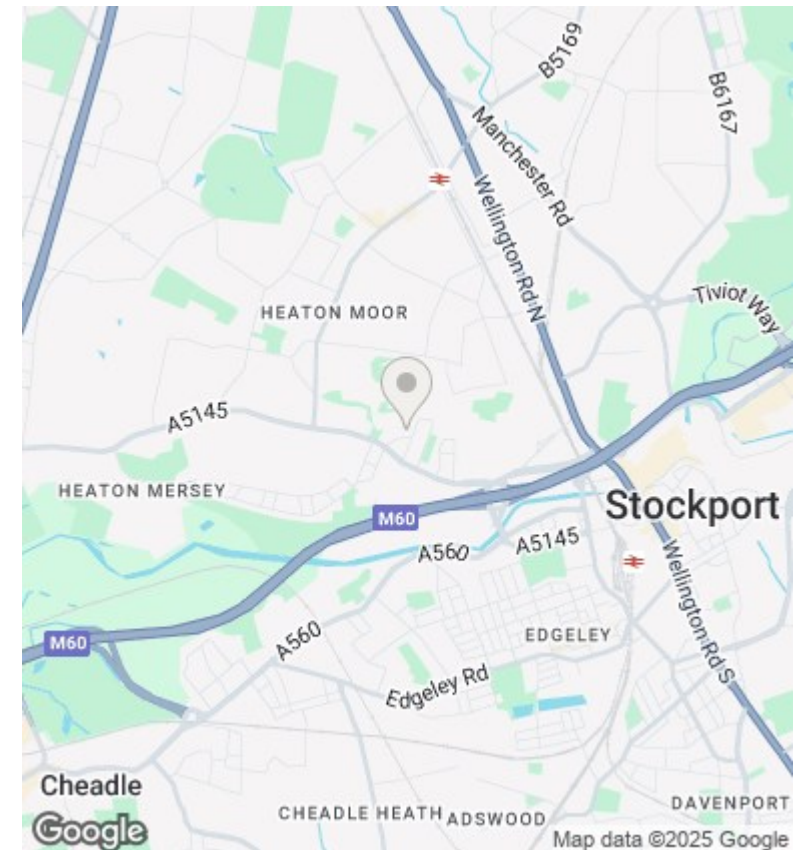 B5169
B6167
Manchester Rd
Wellington Rd N
Tiviot Way
HEATON MOOR
A5145
HEATON MERSEY
M60
Stockport
A560
A5145
Wellington Rd S
EDGELEY
M60
A560
Edgeley Rd
Cheadle
CHEADLE HEATH
ADSWOOD
DAVENPORT
Google
Map data ©2025 Google